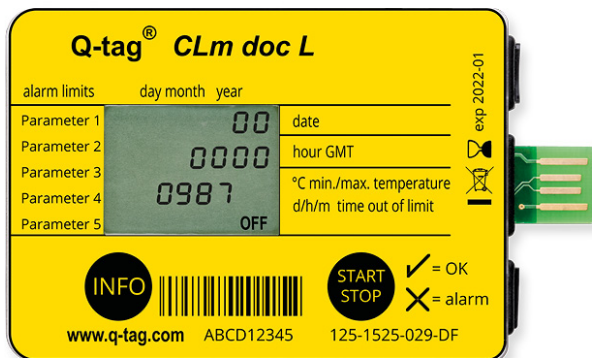 Q-tag® CLm doc L
alarm limits day month year
Parameter 1 00 date
Parameter 2 0000 hour GMT
Parameter 3 0987 °C min./max. temperature
Parameter 4 d/h/m time out of limit
Parameter 5 OFF
exp 2022-01
INFO START STOP = OK
= alarm
www.q-tag.com ABCD12345 125-1525-029-DF